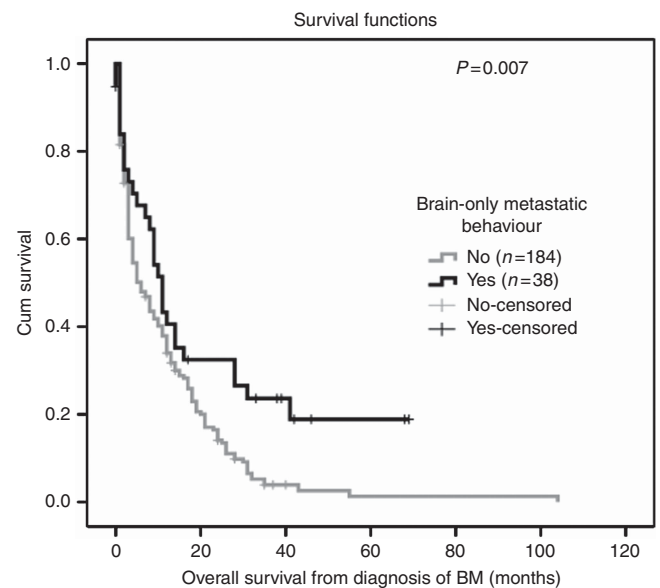 Survival functions
P=0.007
1.0
0.8
0.6
0.4
0.2
0.0
Cum survival
Brain-only metastatic
behaviour
No (n=184)
Yes (n=38)
No-censored
Yes-censored
0 20 40 60 80 100 120
Overall survival from diagnosis of BM (months)